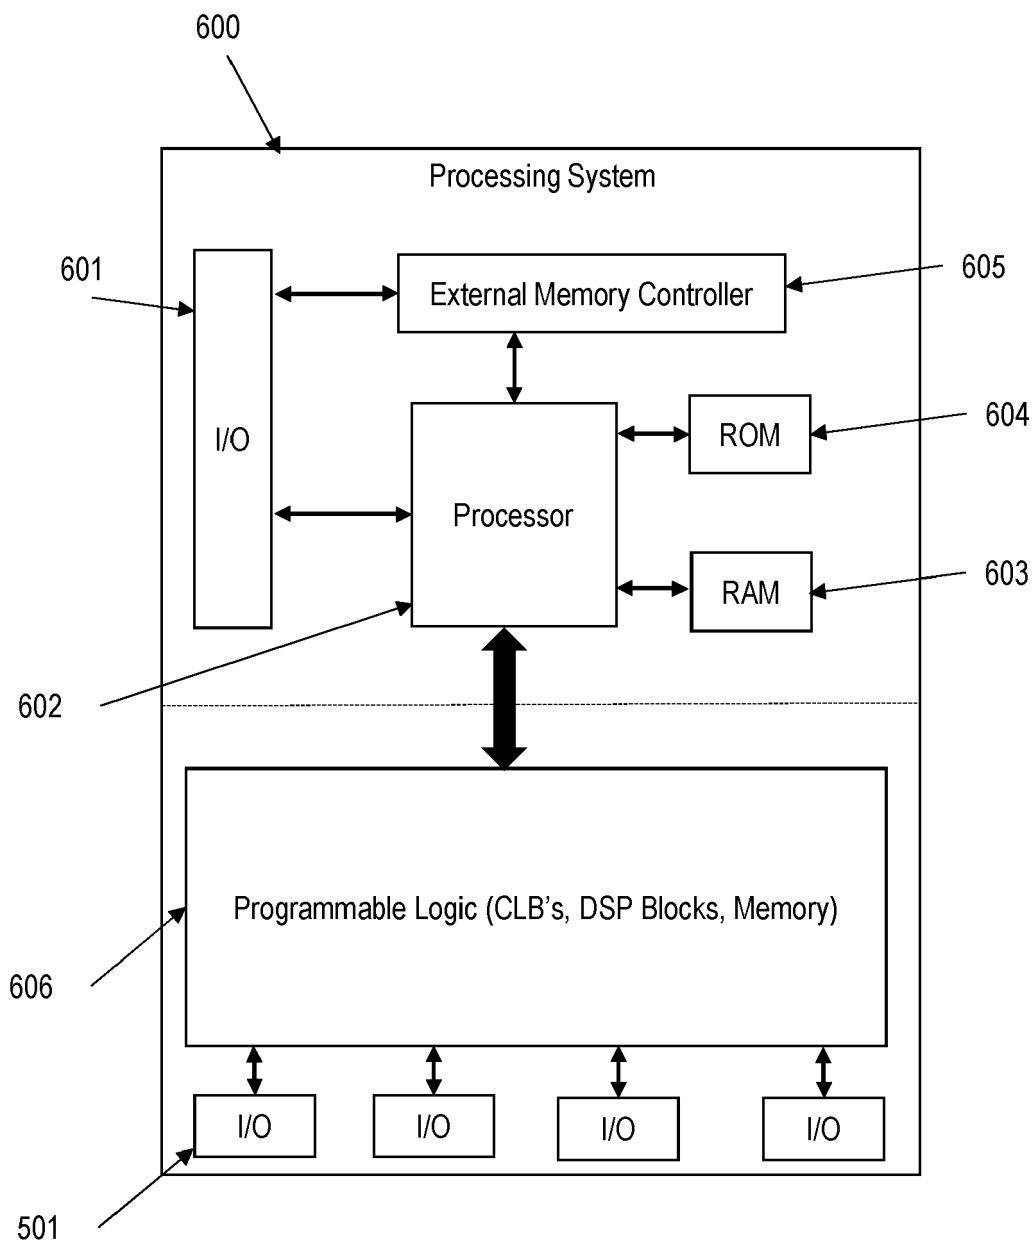 600
Processing System
601
External Memory Controller
605
I/O
ROM
604
Processor
RAM
603
602
Programmable Logic (CLB's, DSP Blocks, Memory)
606
I/O
I/O
I/O
I/O
501